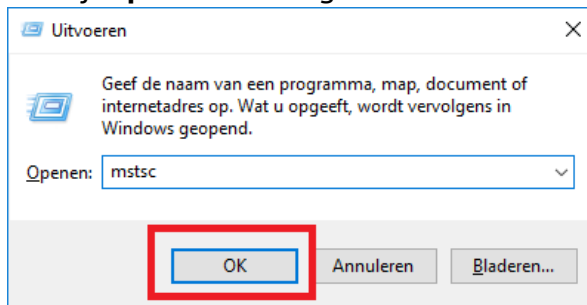 Uitvoeren
Geef de naam van een programma, map, document of
internetadres op. Wat u opgeeft, wordt vervolgens in
Windows geopend.
Openen: mstsc
OK Annuleren Bladeren...